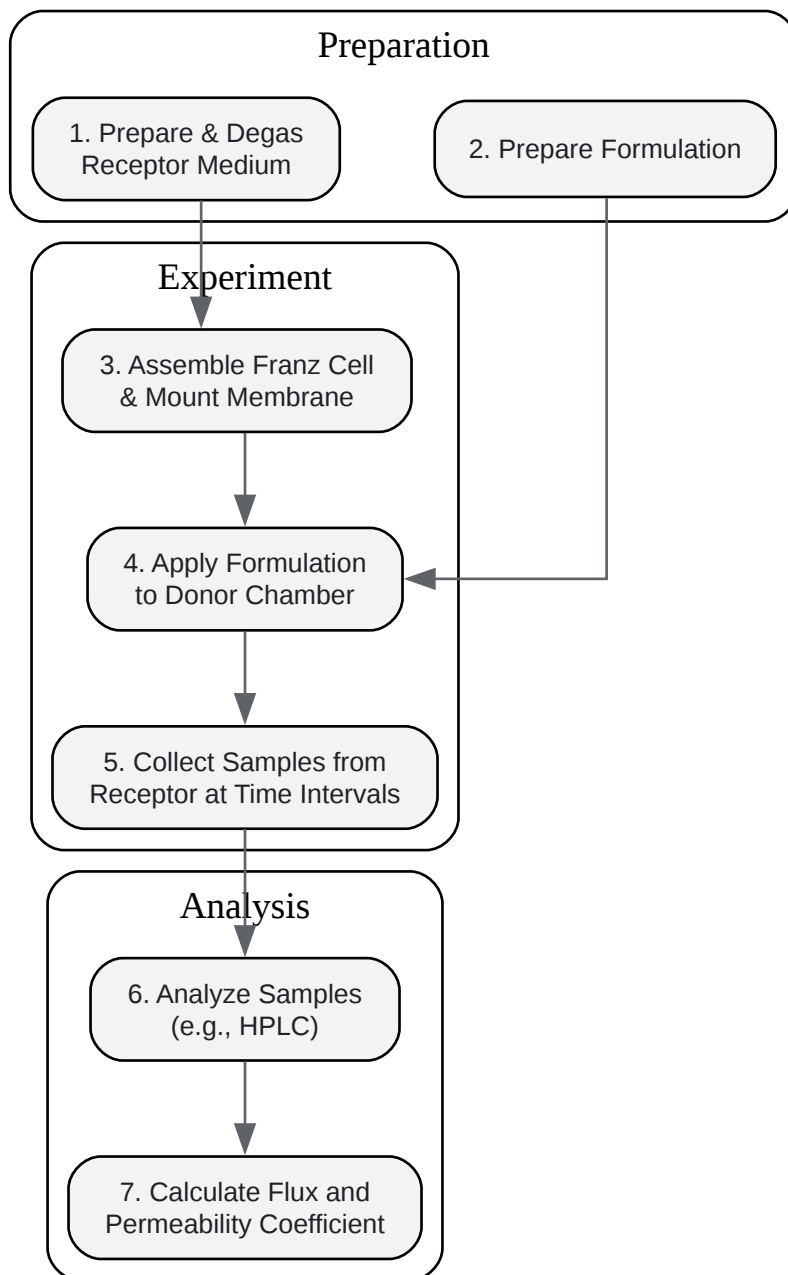 Preparation
1. Prepare & Degas
Receptor Medium
2. Prepare Formulation
Experiment
3. Assemble Franz Cell
& Mount Membrane
4. Apply Formulation
to Donor Chamber
5. Collect Samples from
Receptor at Time Intervals
Analysis
6. Analyze Samples
(e.g., HPLC)
7. Calculate Flux and
Permeability Coefficient